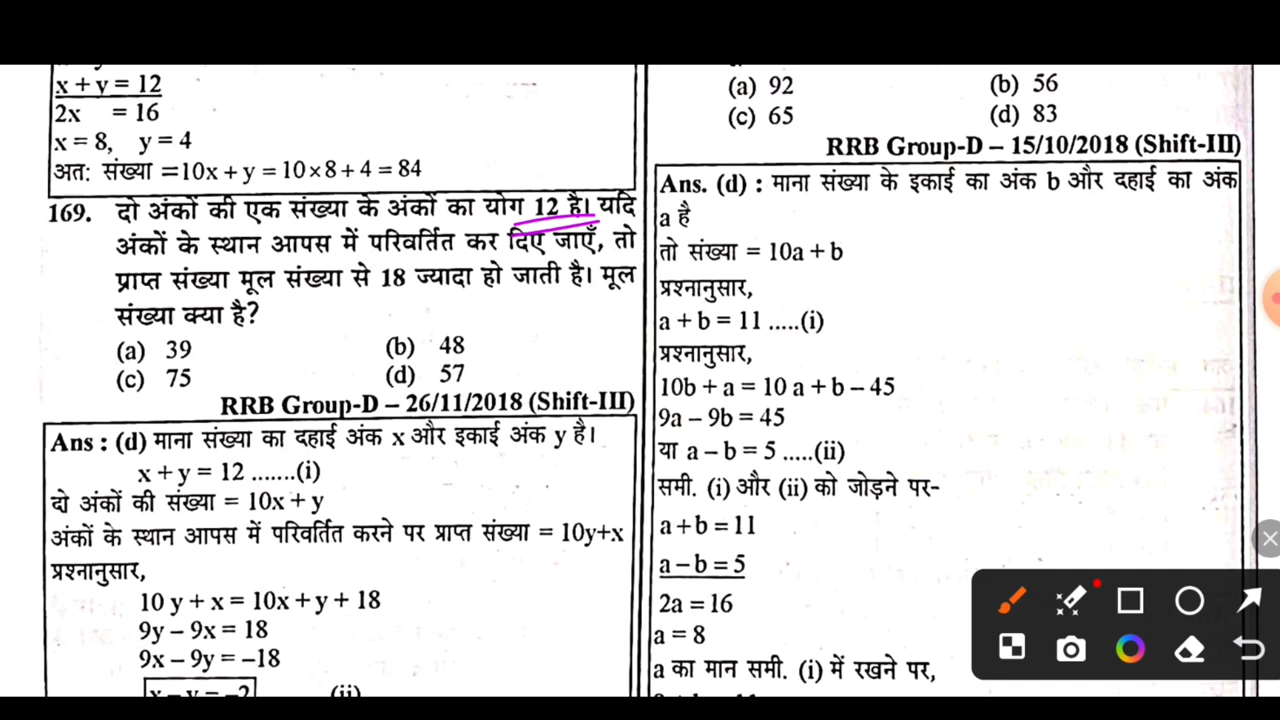 x + y = 12
2x = 16
x = 8, y = 4
अत: संख्या =10x + y = 10×8 + 4 = 84
169. दो अंकों की एक संख्या के अंकों का योग 12 है। यदि
अंकों के स्थान आपस में परिवर्तित कर दिए जाएँ, तो
प्राप्त संख्या मूल संख्या से 18 ज्यादा हो जाती है। मूल
संख्या क्या है?
(a) 39 (b) 48
(c) 75 (d) 57
RRB Group-D – 26/11/2018 (Shift-III)
Ans : (d) माना संख्या का दहाई अंक x और इकाई अंक y है।
x + y = 12 .......(i)
दो अंकों की संख्या = 10x + y
अंकों के स्थान आपस में परिवर्तित करने पर प्राप्त संख्या = 10y+x
प्रश्नानुसार,
10 y + x = 10x + y + 18
9y – 9x = 18
9x – 9y = –18
x – y = –2 (ii)
(a) 92 (b) 56
(c) 65 (d) 83
RRB Group-D – 15/10/2018 (Shift-III)
Ans. (d) : माना संख्या के इकाई का अंक b और दहाई का अंक
a है
तो संख्या = 10a + b
प्रश्नानुसार,
a + b = 11 .....(i)
प्रश्नानुसार,
10b + a = 10 a + b – 45
9a – 9b = 45
या a – b = 5 .....(ii)
समी. (i) और (ii) को जोड़ने पर-
a + b = 11
a – b = 5
2a = 16
a = 8
a का मान समी. (i) में रखने पर,